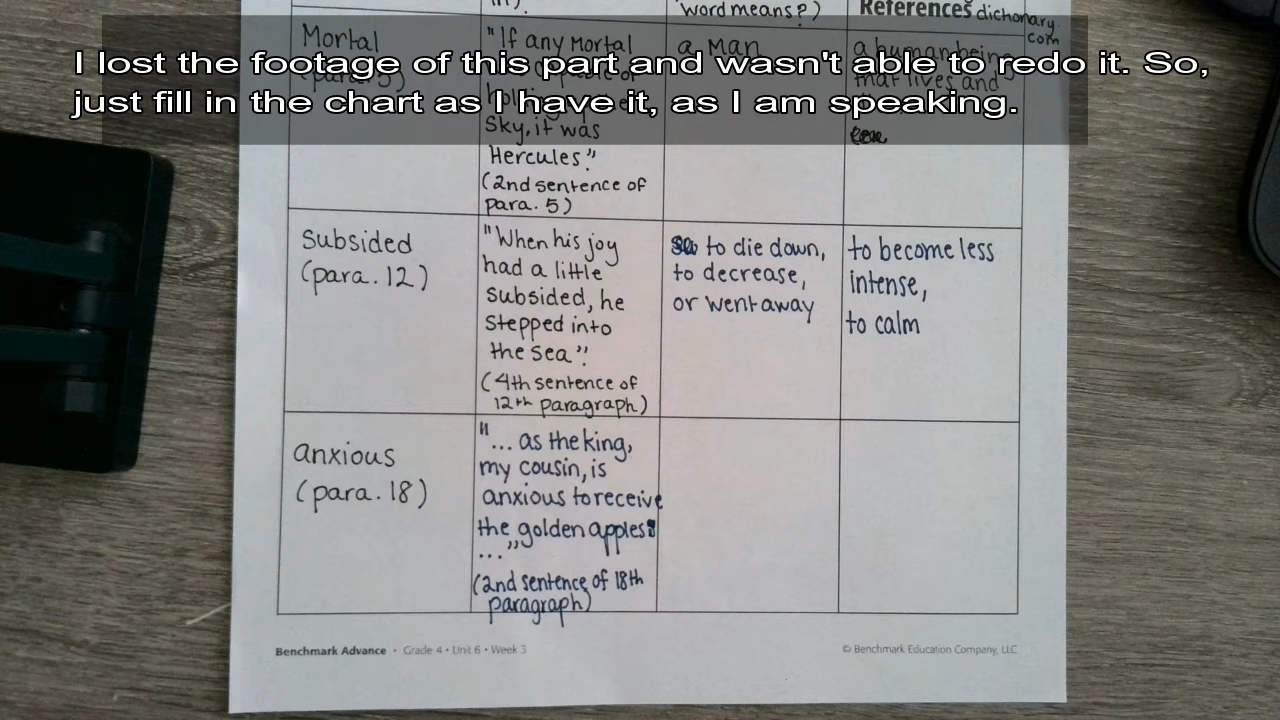 word means?)
References dictionary.
com
I lost the footage of this part and wasn't able to redo it. So,
just fill in the chart as I have it, as I am speaking.
Mortal
"If any Mortal
Sky, it was
Hercules"
(2nd sentence of
para. 5)
a Man
a human being
that lives and
Subsided
(para. 12)
"When his joy
had a little
Subsided, he
Stepped into
the sea"
(4th sentence of
12th paragraph)
to die down,
to decrease,
or went away
to become less
intense,
to calm
anxious
(para. 18)
"... as the king,
my cousin, is
anxious to receive
the golden apples
..."
(2nd sentence of 18th
paragraph)
Benchmark Advance • Grade 4 • Unit 6 • Week 3
© Benchmark Education Company, LLC